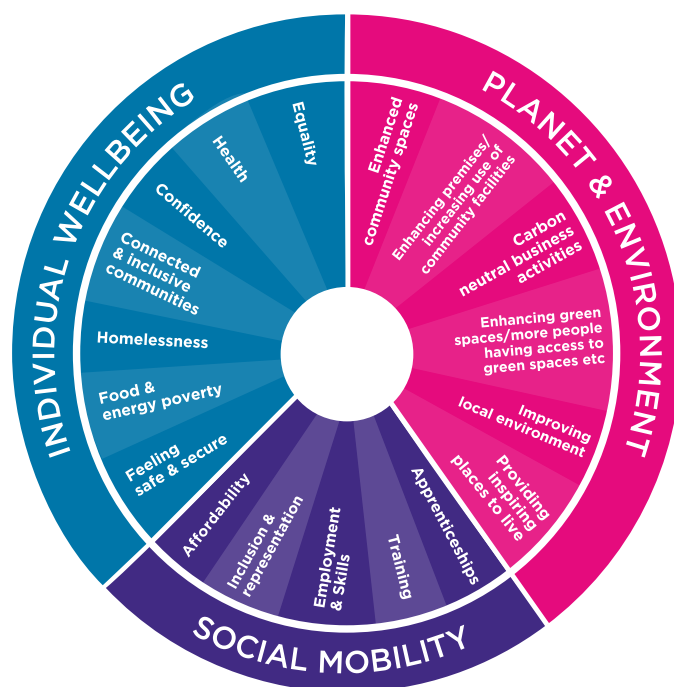 INDIVIDUAL WELLBEING
Equality
Health
Confidence
Connected
& inclusive
communities
Homelessness
Food &
energy poverty
Feeling
safe & secure
PLANET & ENVIRONMENT
Enhanced
community spaces
Enhancing premises/
increasing use of
community facilities
Carbon
neutral business
activities
Enhancing green
spaces/more people
having access to
green spaces etc
Improving
local environment
Providing
inspiring
places to live
SOCIAL MOBILITY
Affordability
Inclusion &
representation
Employment
& Skills
Training
Apprenticeships